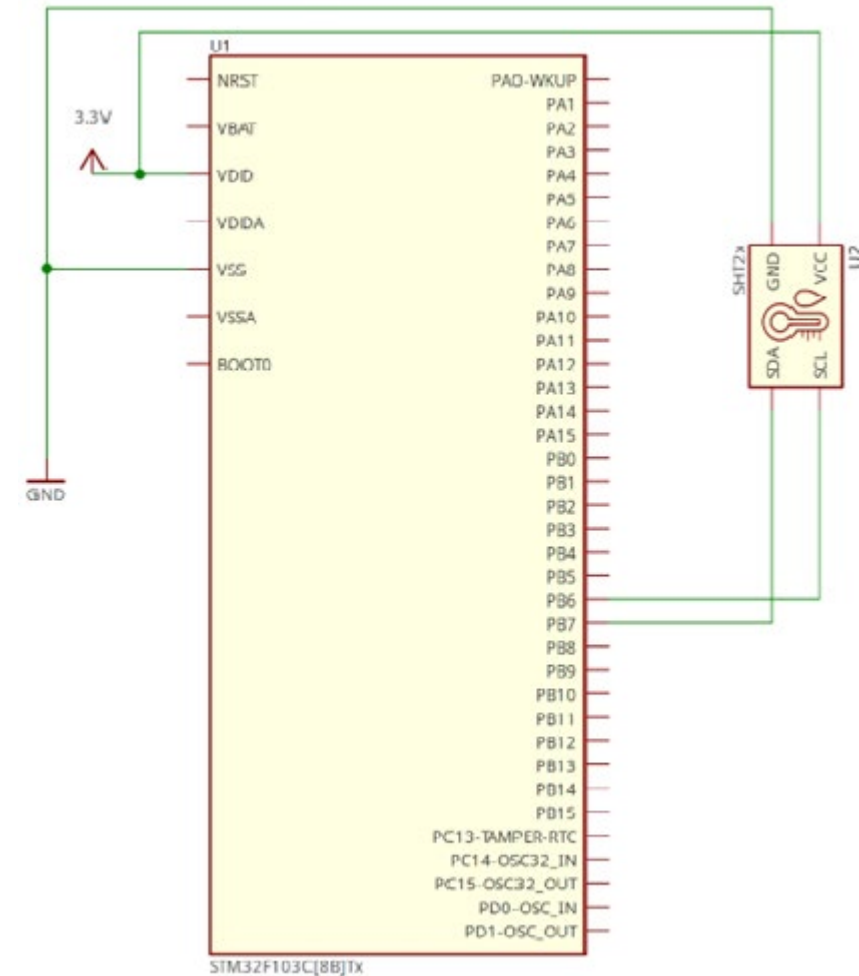 U1
3.3V
NRST
VBAT
VDID
VDIDA
VSS
VSSA
BOOT0
GND
PA0-WKUP
PA1
PA2
PA3
PA4
PA5
PA6
PA7
PA8
PA9
PA10
PA11
PA12
PA13
PA14
PA15
PB0
PB1
PB2
PB3
PB4
PB5
PB6
PB7
PB8
PB9
PB10
PB11
PB12
PB13
PB14
PB15
PC13-TAMPER-RTC
PC14-OSC32_IN
PC15-OSC32_OUT
PD0-OSC_IN
PD1-OSC_OUT
STM32F103C[8B]Tx
SHT2x
GND
VCC
U2
SDA
SCL